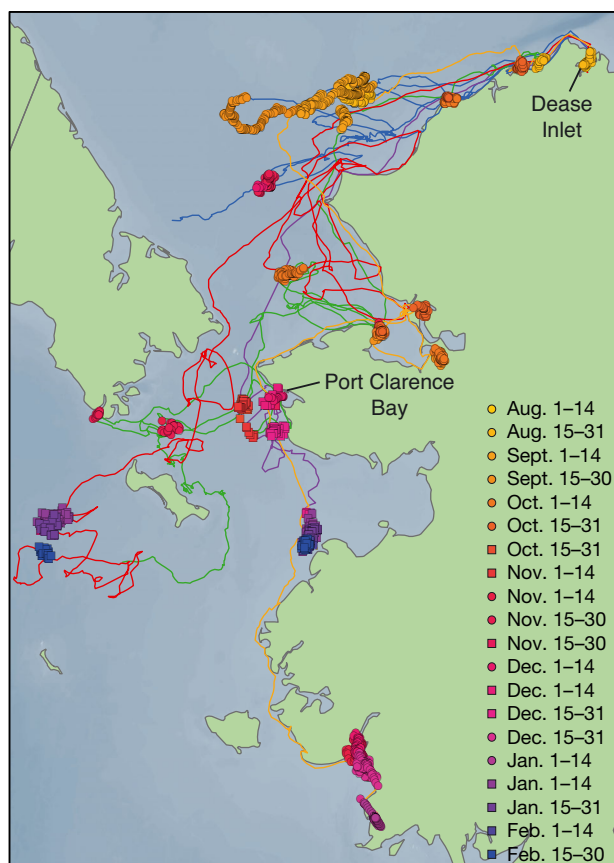 Dease
Inlet
Port Clarence
Bay
Aug. 1–14
Aug. 15–31
Sept. 1–14
Sept. 15–30
Oct. 1–14
Oct. 15–31
Oct. 15–31
Nov. 1–14
Nov. 1–14
Nov. 15–30
Nov. 15–30
Dec. 1–14
Dec. 1–14
Dec. 15–31
Dec. 15–31
Jan. 1–14
Jan. 1–14
Jan. 15–31
Feb. 1–14
Feb. 15–30